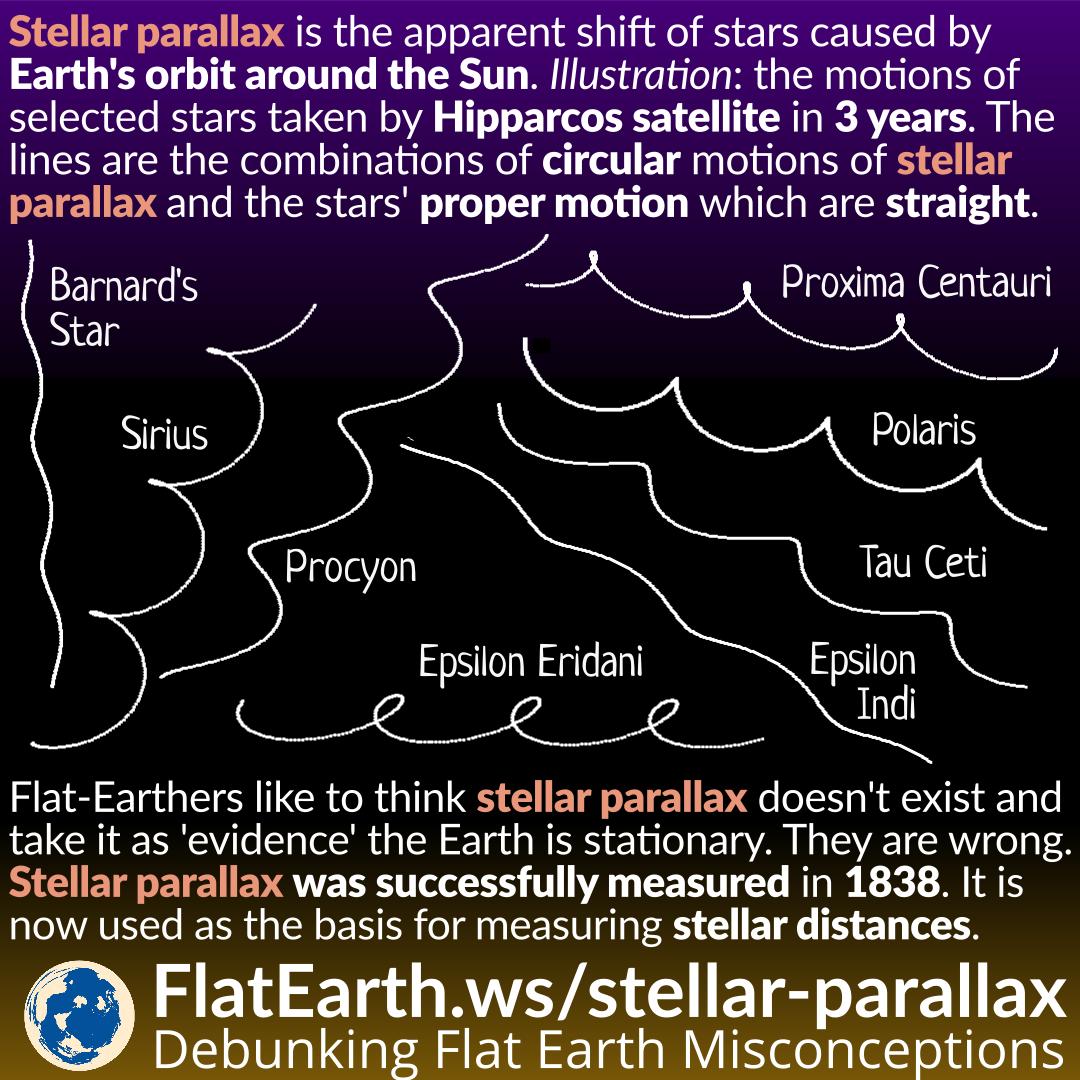 Stellar parallax is the apparent shift of stars caused by
Earth's orbit around the Sun. Illustration: the motions of
selected stars taken by Hipparcos satellite in 3 years. The
lines are the combinations of circular motions of stellar
parallax and the stars' proper motion which are straight.
Barnard's
Star
Proxima Centauri
Sirius
Polaris
Procyon
Tau Ceti
Epsilon Eridani
Epsilon
Indi
Flat-Earthers like to think stellar parallax doesn't exist and
take it as 'evidence' the Earth is stationary. They are wrong.
Stellar parallax was successfully measured in 1838. It is
now used as the basis for measuring stellar distances.
FlatEarth.ws/stellar-parallax
Debunking Flat Earth Misconceptions